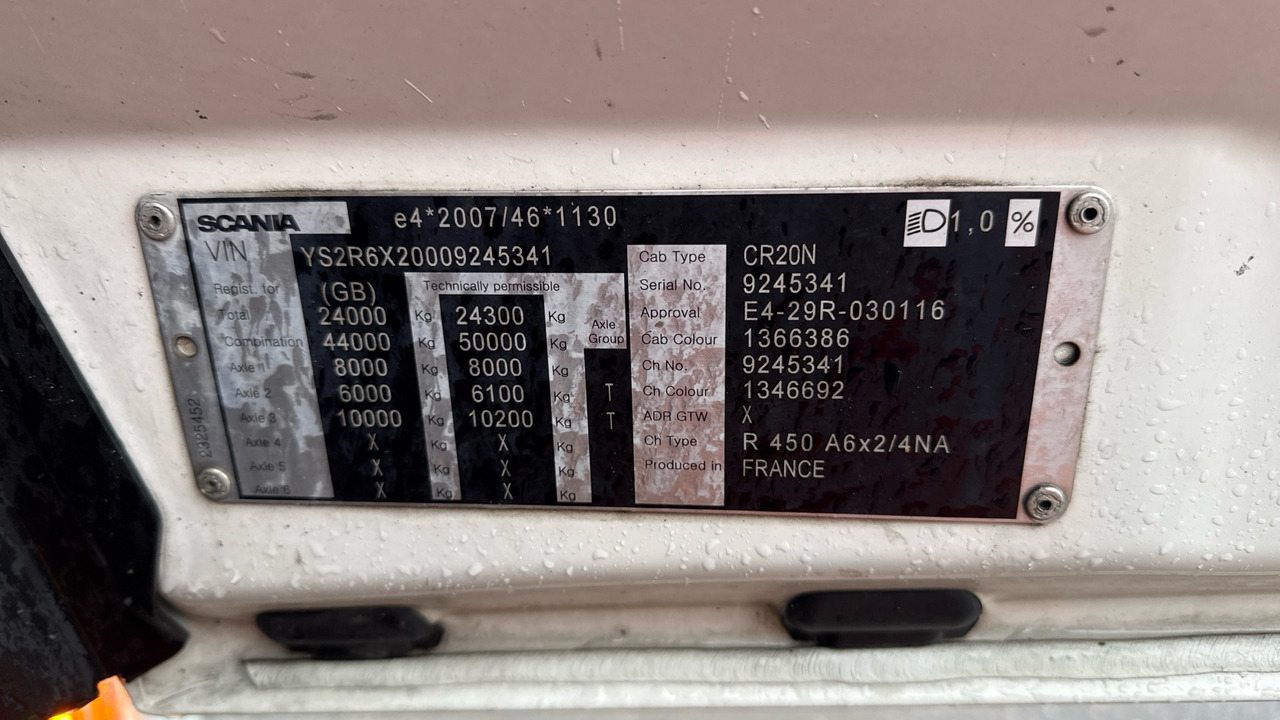 SCANIA e4*2007/46*1130 1,0 %
VIN YS2R6X20009245341
Regist. for (GB) Technically permissible
Total 24000 Kg 24300 Kg
Combination 44000 Kg 50000 Kg
Axle Group
Axle 1 8000 Kg 8000 Kg
Axle 2 6000 Kg 6100 Kg T
Axle 3 10000 Kg 10200 Kg T
Axle 4 X Kg X Kg
Axle 5 X Kg X Kg
Axle 6 X Kg X Kg
Cab Type CR20N
Serial No. 9245341
Approval E4-29R-030116
Cab Colour 1366386
Ch No. 9245341
Ch Colour 1346692
ADR GTW X
Ch Type R 450 A6x2/4NA
Produced in FRANCE
2325452